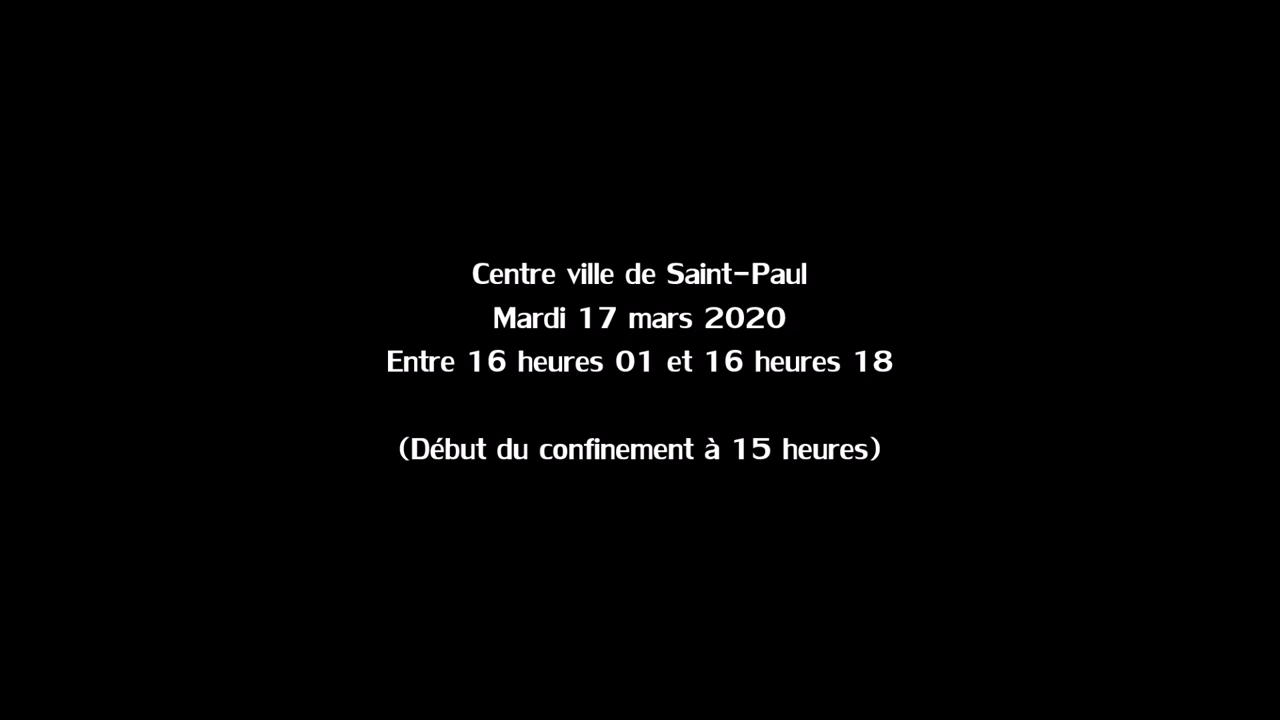 Centre ville de Saint-Paul
Mardi 17 mars 2020
Entre 16 heures 01 et 16 heures 18
(Début du confinement à 15 heures)